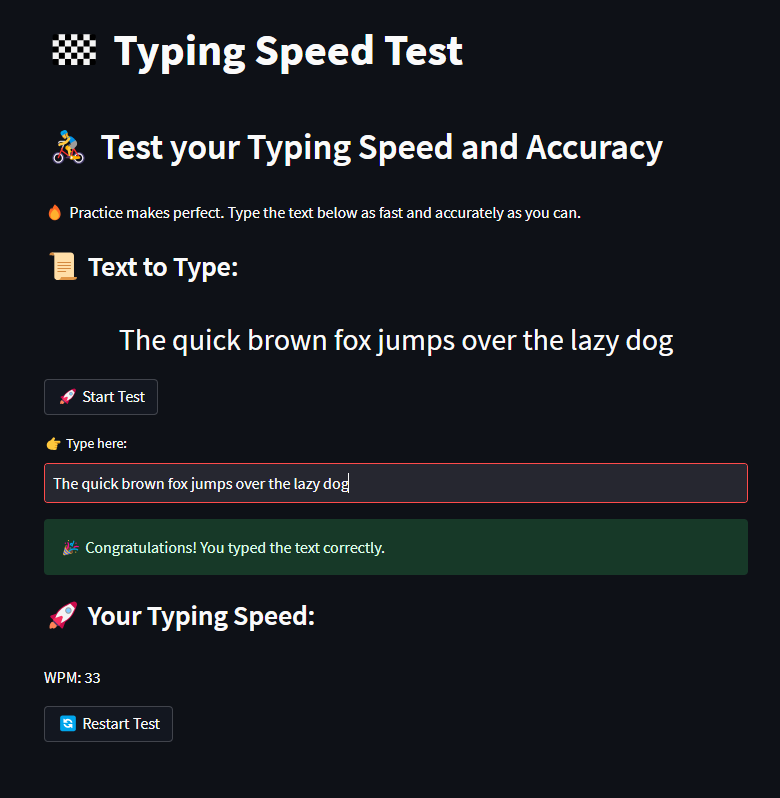 🏁 Typing Speed Test
🚴 Test your Typing Speed and Accuracy
🔥 Practice makes perfect. Type the text below as fast and accurately as you can.
📜 Text to Type:
The quick brown fox jumps over the lazy dog
🚀 Start Test
👉 Type here:
The quick brown fox jumps over the lazy dog
🎉 Congratulations! You typed the text correctly.
🚀 Your Typing Speed:
WPM: 33
🔄 Restart Test